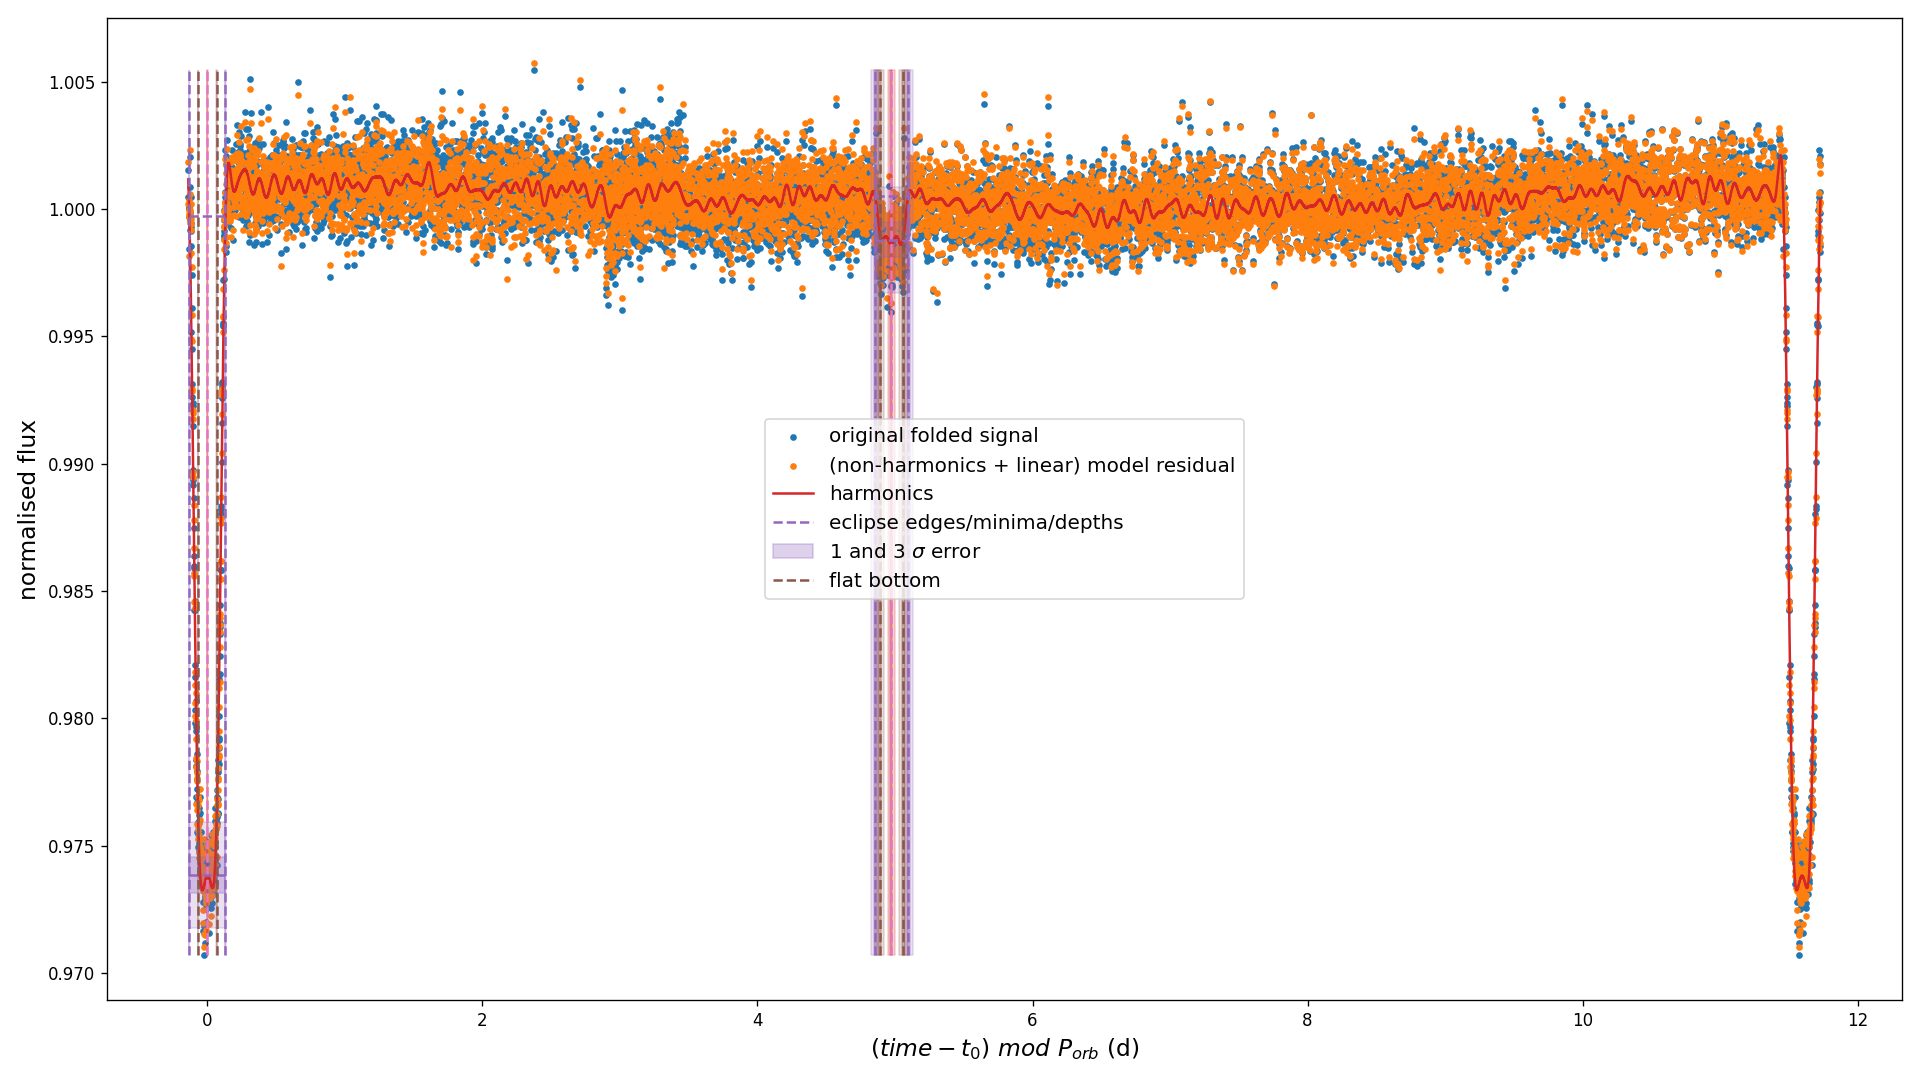 1.005
1.000
0.995
0.990
0.985
0.980
0.975
0.970
normalised flux
original folded signal
(non-harmonics + linear) model residual
harmonics
eclipse edges/minima/depths
1 and 3 σ error
flat bottom
0 2 4 6 8 10 12
(time − t₀) mod Pₒᵣb (d)